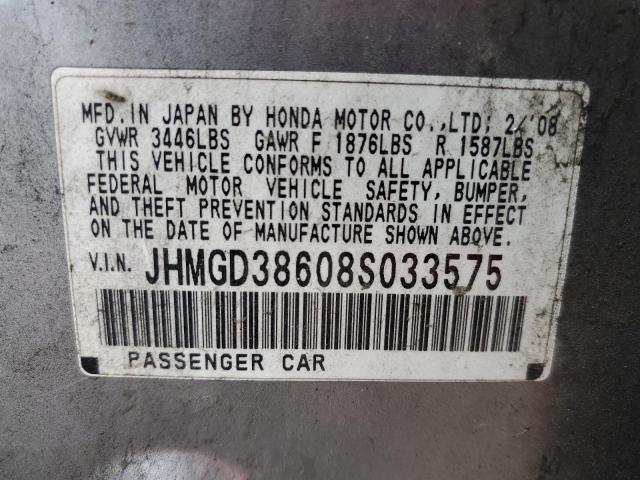 MFD. IN JAPAN BY HONDA MOTOR CO.,LTD; 2/'08
GVWR 3446LBS GAWR F 1876LBS R 1587LBS
THIS VEHICLE CONFORMS TO ALL APPLICABLE
FEDERAL MOTOR VEHICLE SAFETY, BUMPER,
AND THEFT PREVENTION STANDARDS IN EFFECT
ON THE DATE OF MANUFACTURE SHOWN ABOVE.
V.I.N. JHMGD38608S033575
PASSENGER CAR